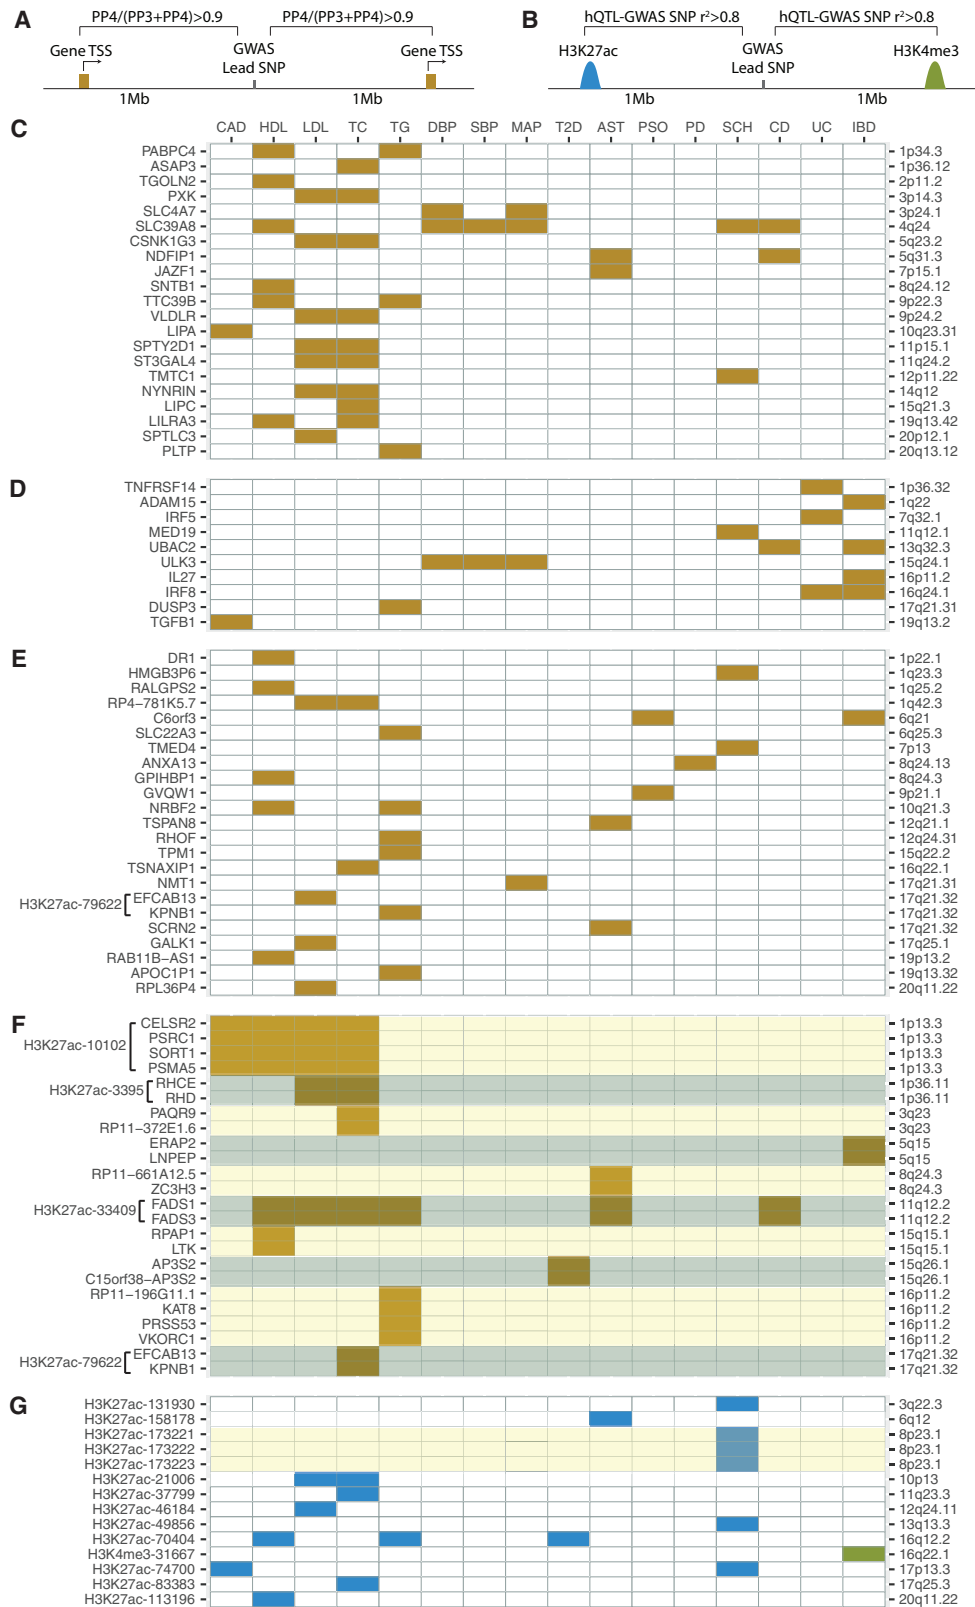 A
PP4/(PP3+PP4)>0.9 PP4/(PP3+PP4)>0.9
Gene TSS GWAS Lead SNP Gene TSS
1Mb 1Mb
B
hQTL-GWAS SNP r²>0.8 hQTL-GWAS SNP r²>0.8
H3K27ac GWAS Lead SNP H3K4me3
1Mb 1Mb
C
CAD HDL LDL TC TG DBP SBP MAP T2D AST PSO PD SCH CD UC IBD
PABPC4 1p34.3
ASAP3 1p36.12
TGOLN2 2p11.2
PXK 3p14.3
SLC4A7 3p24.1
SLC39A8 4q24
CSNK1G3 5q23.2
NDFIP1 5q31.3
JAZF1 7p15.1
SNTB1 8q24.12
TTC39B 9p22.3
VLDLR 9p24.2
LIPA 10q23.31
SPTY2D1 11p15.1
ST3GAL4 11q24.2
TMTC1 12p11.22
NYNRIN 14q12
LIPC 15q21.3
LILRA3 19q13.42
SPTLC3 20p12.1
PLTP 20q13.12
D
TNFRSF14 1p36.32
ADAM15 1q22
IRF5 7q32.1
MED19 11q12.1
UBAC2 13q32.3
ULK3 15q24.1
IL27 16p11.2
IRF8 16q24.1
DUSP3 17q21.31
TGFB1 19q13.2
E
DR1 1p22.1
HMGB3P6 1q23.3
RALGPS2 1q25.2
RP4−781K5.7 1q42.3
C6orf3 6q21
SLC22A3 6q25.3
TMED4 7p13
ANXA13 8q24.13
GPIHBP1 8q24.3
GVQW1 9p21.1
NRBF2 10q21.3
TSPAN8 12q21.1
RHOF 12q24.31
TPM1 15q22.2
TSNAXIP1 16q22.1
NMT1 17q21.31
H3K27ac-79622
EFCAB13 17q21.32
KPNB1 17q21.32
SCRN2 17q21.32
GALK1 17q25.1
RAB11B−AS1 19p13.2
APOC1P1 19q13.32
RPL36P4 20q11.22
F
H3K27ac-10102
CELSR2 1p13.3
PSRC1 1p13.3
SORT1 1p13.3
PSMA5 1p13.3
H3K27ac-3395
RHCE 1p36.11
RHD 1p36.11
PAQR9 3q23
RP11−372E1.6 3q23
ERAP2 5q15
LNPEP 5q15
RP11−661A12.5 8q24.3
ZC3H3 8q24.3
H3K27ac-33409
FADS1 11q12.2
FADS3 11q12.2
RPAP1 15q15.1
LTK 15q15.1
AP3S2 15q26.1
C15orf38−AP3S2 15q26.1
RP11−196G11.1 16p11.2
KAT8 16p11.2
PRSS53 16p11.2
VKORC1 16p11.2
H3K27ac-79622
EFCAB13 17q21.32
KPNB1 17q21.32
G
H3K27ac-131930 3q22.3
H3K27ac-158178 6q12
H3K27ac-173221 8p23.1
H3K27ac-173222 8p23.1
H3K27ac-173223 8p23.1
H3K27ac-21006 10p13
H3K27ac-37799 11q23.3
H3K27ac-46184 12q24.11
H3K27ac-49856 13q13.3
H3K27ac-70404 16q12.2
H3K4me3-31667 16q22.1
H3K27ac-74700 17p13.3
H3K27ac-83383 17q25.3
H3K27ac-113196 20q11.22